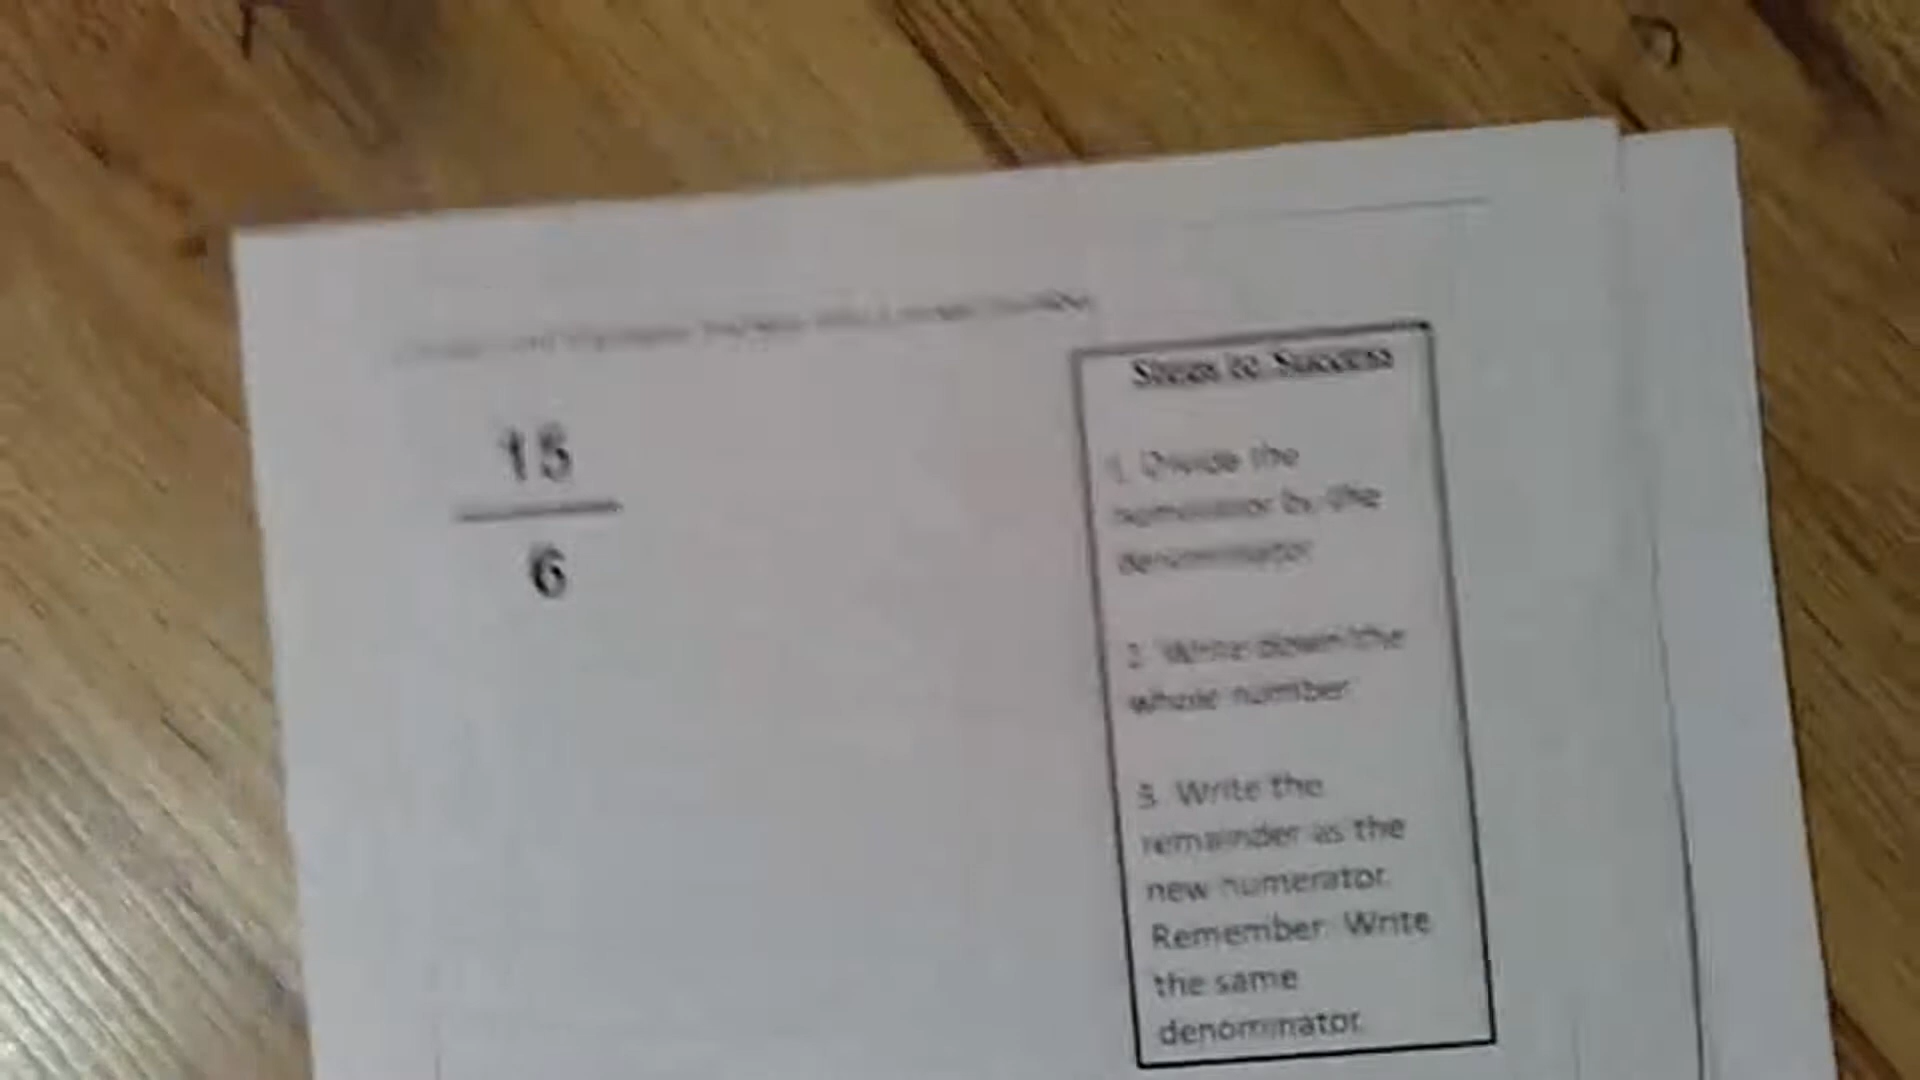 15
6
Steps to Success
1. Divide the
numerator by the
denominator.
2. Write down the
whole number.
3. Write the
remainder as the
new numerator.
Remember: Write
the same
denominator.